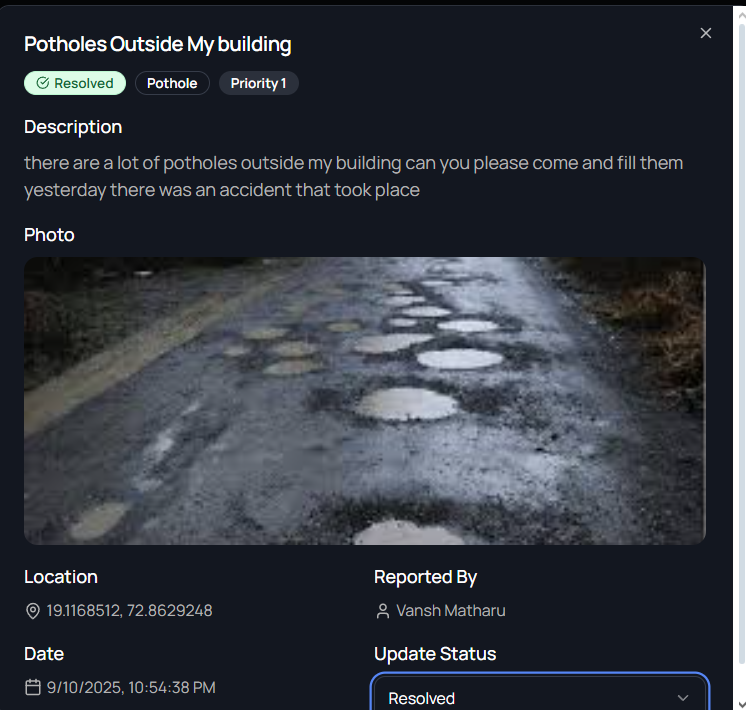 Potholes Outside My building
Resolved Pothole Priority 1
Description
there are a lot of potholes outside my building can you please come and fill them
yesterday there was an accident that took place
Photo
Location
19.1168512, 72.8629248
Reported By
Vansh Matharu
Date
9/10/2025, 10:54:38 PM
Update Status
Resolved